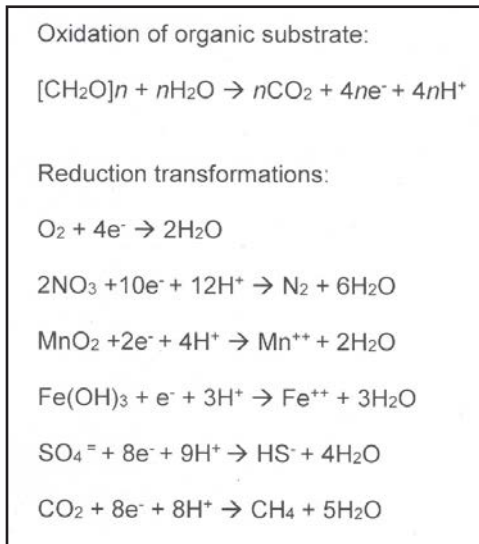 Oxidation of organic substrate:
[CH₂O]n + nH₂O → nCO₂ + 4ne⁻ + 4nH⁺
Reduction transformations:
O₂ + 4e⁻ → 2H₂O
2NO₃ +10e⁻ + 12H⁺ → N₂ + 6H₂O
MnO₂ +2e⁻ + 4H⁺ → Mn⁺⁺ + 2H₂O
Fe(OH)₃ + e⁻ + 3H⁺ → Fe⁺⁺ + 3H₂O
SO₄⁼ + 8e⁻ + 9H⁺ → HS⁻ + 4H₂O
CO₂ + 8e⁻ + 8H⁺ → CH₄ + 5H₂O